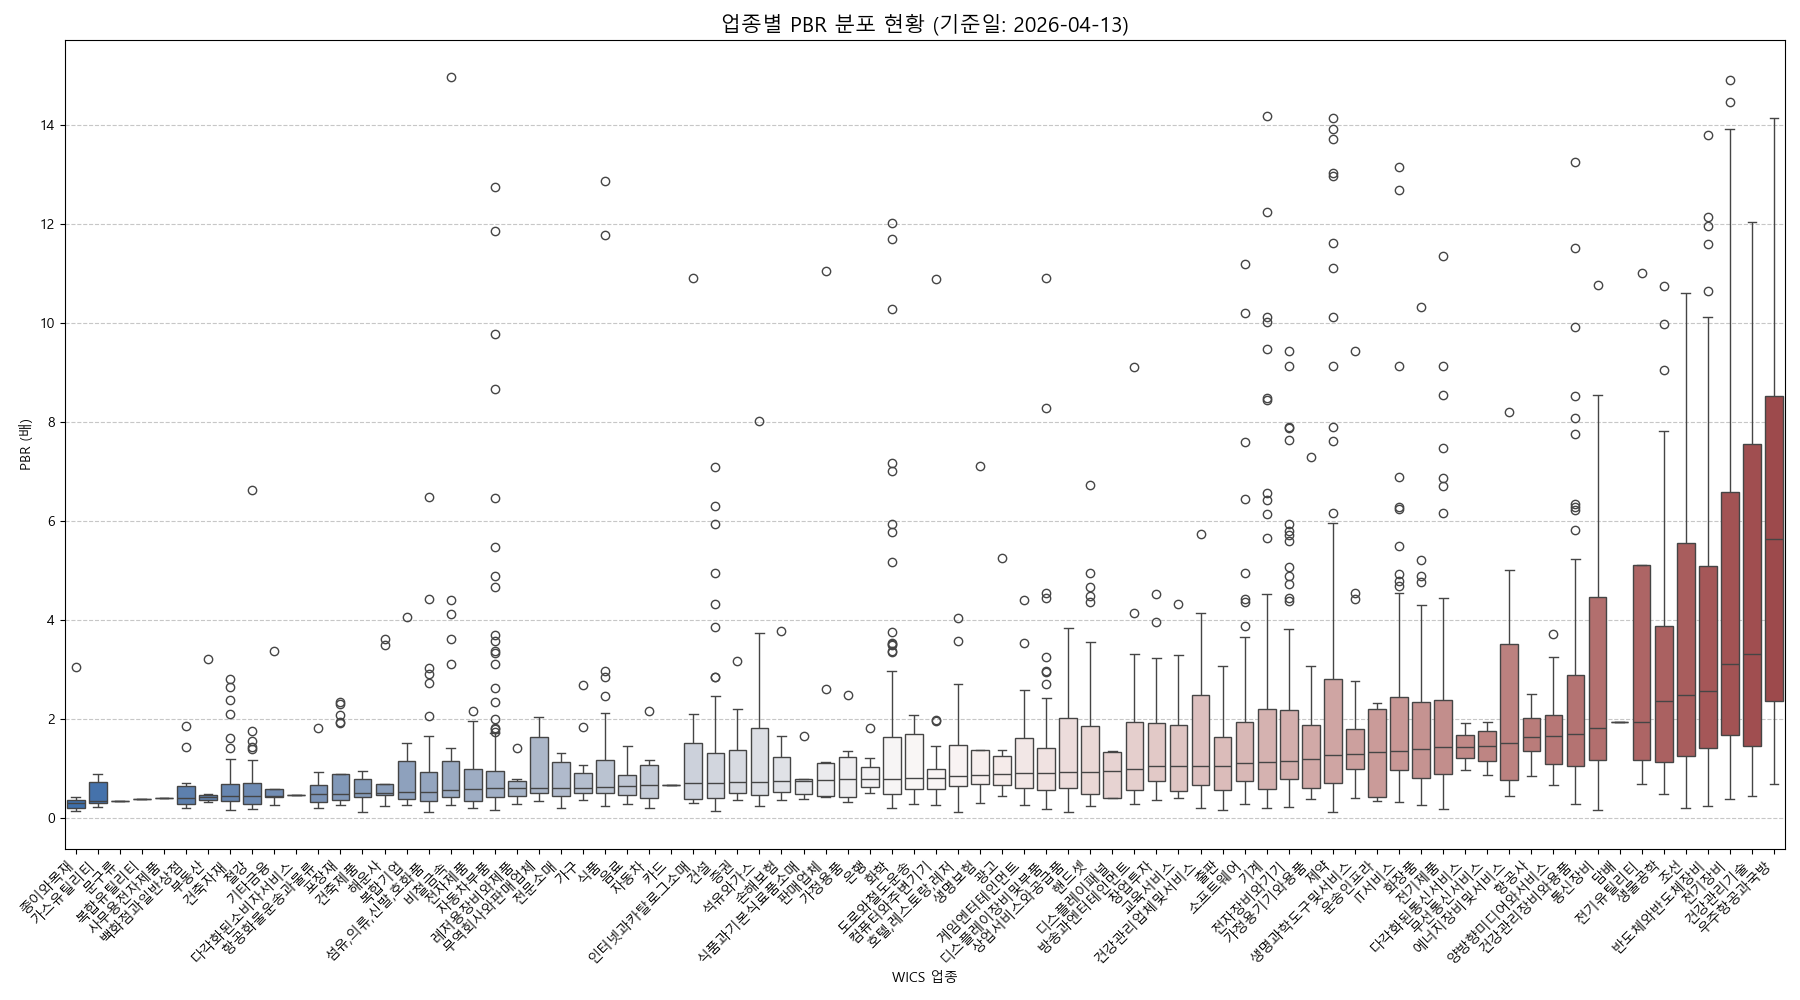 업종별 PBR 분포 현황 (기준일: 2026-04-13)
PBR (배)
14
12
10
8
6
4
2
0
종이와목재
가스유틸리티
문구류
복합유틸리티
사무용전자제품
백화점과일반상점
부동산
건축자재
철강
기타금융
다각화된소비자서비스
항공화물운송과물류
포장재
건축제품
해운사
복합기업
섬유,의류,신발,호화품
비철금속
전자제품
자동차부품
레저용장비와제품
무역회사와판매업체
전문소매
가구
식품
음료
자동차
카드
인터넷과카탈로그소매
건설
증권
석유와가스
손해보험
식품과기본식료품소매
판매업체
가정용품
은행
화학
도로와철도운송
컴퓨터와주변기기
호텔,레스토랑,레저
생명보험
광고
게임엔터테인먼트
디스플레이장비및부품
상업서비스와공급품
핸드셋
디스플레이패널
방송과엔터테인먼트
창업투자
교육서비스
건강관리업체및서비스
출판
소프트웨어
기계
전자장비와기기
가정용기기와용품
제약
생명과학도구및서비스
운송인프라
IT서비스
화장품
전기제품
다각화된통신서비스
무선통신서비스
에너지장비및서비스
항공사
양방향미디어와서비스
건강관리장비와용품
통신장비
담배
전기유틸리티
생물공학
조선
반도체와반도체장비
전기장비
건강관리기술
우주항공과국방
WICS 업종